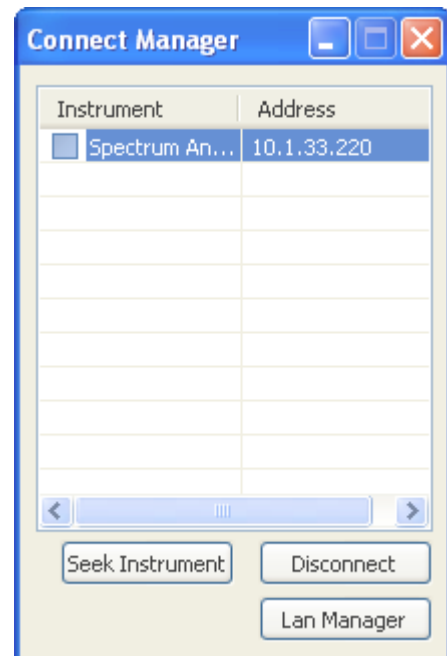 Connect Manager
Instrument Address
Spectrum An... 10.1.33.220
Seek Instrument Disconnect
Lan Manager